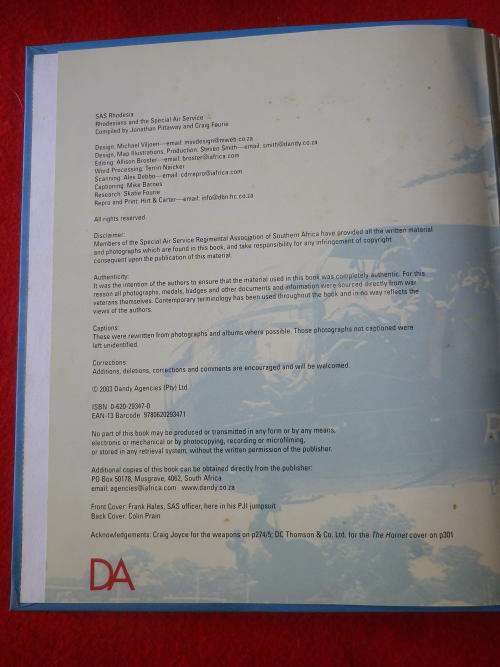 SAS Rhodesia
Rhodesians and the Special Air Service
Compiled by Jonathan Pittaway and Craig Fourie
Design: Michael Viljoen—email: mavdesign@mweb.co.za
Design, Map Illustrations, Production: Steven Smith—email: smith@dandy.co.za
Editing: Allison Broster—email: broster@iafrica.com
Word Processing: Terrin Naicker
Scanning: Alex Debbo—email: cdrrepro@iafrica.com
Captioning: Mike Barnes
Research: Skatie Fourie
Repro and Print: Hirt & Carter—email: info@dbn.hc.co.za
All rights reserved.
Disclaimer:
Members of the Special Air Service Regimental Association of Southern Africa have provided all the written material
and photographs which are found in this book, and take responsibility for any infringement of copyright
consequent upon the publication of this material.
Authenticity:
It was the intention of the authors to ensure that the material used in this book was completely authentic. For this
reason all photographs, medals, badges and other documents and information were sourced directly from war
veterans themselves. Contemporary terminology has been used throughout the book and in no way reflects the
views of the authors.
Captions:
These were rewritten from photographs and albums where possible. Those photographs not captioned were
left unidentified.
Corrections:
Additions, deletions, corrections and comments are encouraged and will be welcomed.
© 2003 Dandy Agencies (Pty) Ltd
ISBN: 0-620-29347-0
EAN-13 Barcode: 9780620293471
No part of this book may be produced or transmitted in any form or by any means,
electronic or mechanical or by photocopying, recording or microfilming,
or stored in any retrieval system, without the written permission of the publisher.
Additional copies of this book can be obtained directly from the publisher:
PO Box 50178, Musgrave, 4062, South Africa
email: agencies@iafrica.com www.dandy.co.za
Front Cover: Frank Hales, SAS officer, here in his PJI jumpsuit
Back Cover: Colin Prain
Acknowledgements: Craig Joyce for the weapons on p274/5; DC Thomson & Co. Ltd. for the The Hornet cover on p301
DA